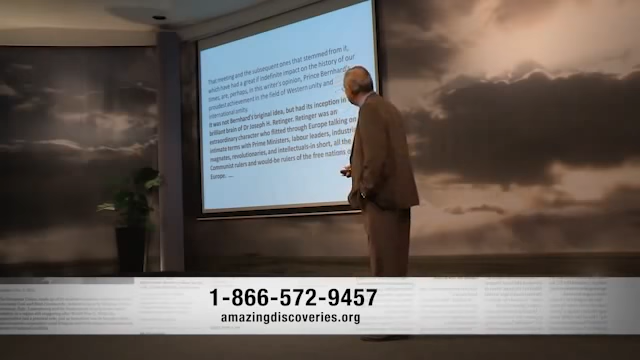 That meeting and the subsequent ones that stemmed from it,
which have had a great if indefinite impact on the history of our
times, are, perhaps, in this writer's opinion, Prince Bernhard's
proudest achievement in the field of Western unity and
international amity.
It was not Bernhard's original idea, but had its inception in
brilliant brain of Dr Joseph H. Retinger. Retinger was an
extraordinary character who flitted through Europe talking on
intimate terms with Prime Ministers, labour leaders, industrial
magnates, revolutionaries, and intellectuals-in short, all the
Communist rulers and would-be rulers of the free nations
Europe. ....
1-866-572-9457
amazingdiscoveries.org